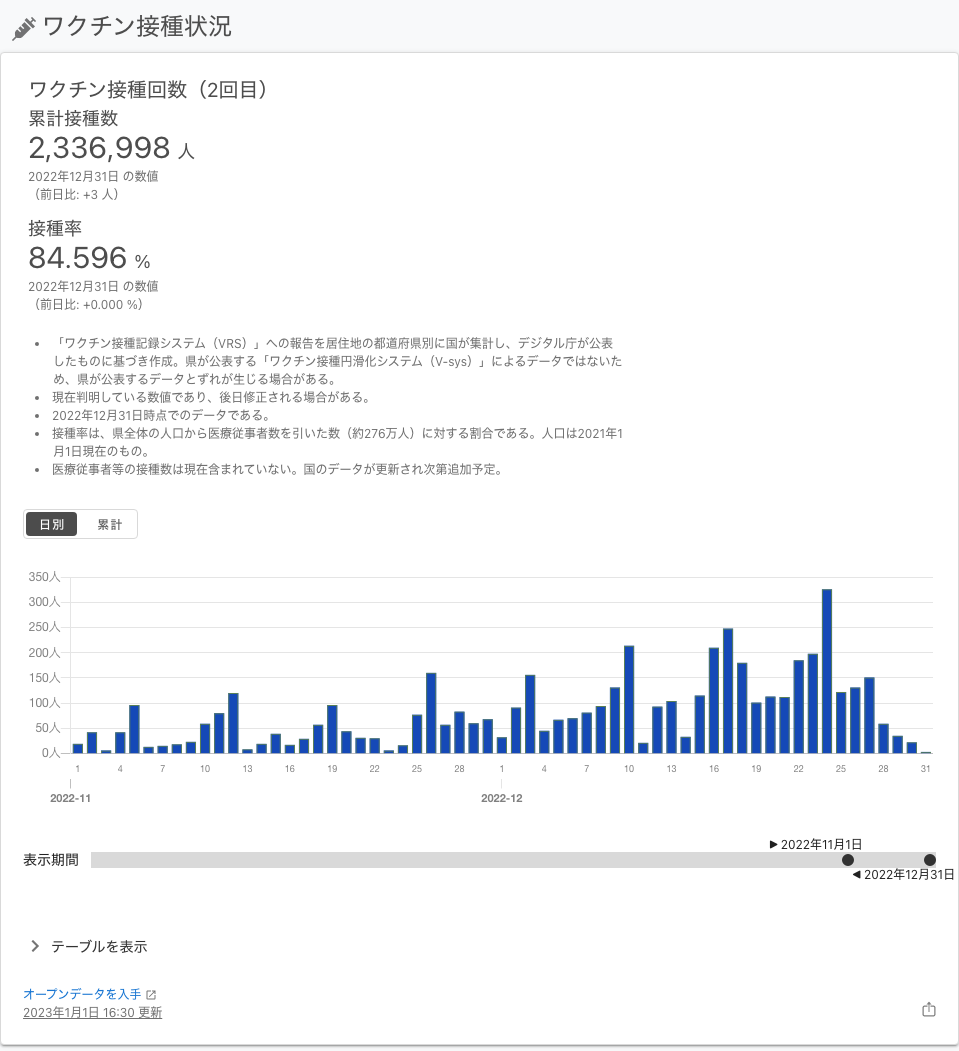 ワクチン接種状況
ワクチン接種回数（2回目）
累計接種数
2,336,998 人
2022年12月31日 の数値
（前日比: +3 人）
接種率
84.596 %
2022年12月31日 の数値
（前日比: +0.000 %）
• 「ワクチン接種記録システム（VRS）」への報告を居住地の都道府県別に国が集計し、デジタル庁が公表
したものに基づき作成。県が公表する「ワクチン接種円滑化システム（V-sys）」によるデータではないた
め、県が公表するデータとずれが生じる場合がある。
• 現在判明している数値であり、後日修正される場合がある。
• 2022年12月31日時点でのデータである。
• 接種率は、県全体の人口から医療従事者数を引いた数（約276万人）に対する割合である。人口は2021年1
月1日現在のもの。
• 医療従事者等の接種数は現在含まれていない。国のデータが更新され次第追加予定。
日別 累計
350人
300人
250人
200人
150人
100人
50人
0人
1 4 7 10 13 16 19 22 25 28 1 4 7 10 13 16 19 22 25 28 31
2022-11 2022-12
▶ 2022年11月1日
表示期間
◀ 2022年12月31日
テーブルを表示
オープンデータを入手
2023年1月1日 16:30 更新